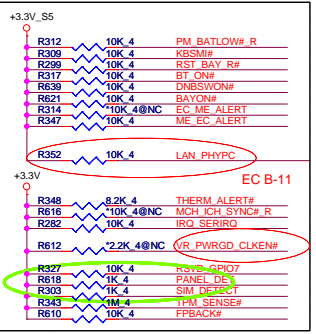 +3.3V_S5
R312 10K_4 PM_BATLOW#_R
R309 10K_4 KBSMI#
R299 10K_4 RST_BAY_R#
R317 10K_4 BT_ON#
R639 10K_4 DNBSWON#
R621 10K_4 BAYON#
R314 *10K_4@NC EC_ME_ALERT
R347 10K_4 ME_EC_ALERT
R352 10K_4 LAN_PHYPC
EC B-11
+3.3V
R348 8.2K_4 THERM_ALERT#
R616 *10K_4@NC MCH_ICH_SYNC#_R
R282 10K_4 IRQ_SERIRQ
R612 *2.2K_4@NC VR_PWRGD_CLKEN#
R327 10K_4 RSVD_GPIO7
R618 1K_4 PANEL_DET
R303 1K_4 SIM_DETECT
R343 1M_4 TPM_SENSE#
R610 10K_4 FPBACK#